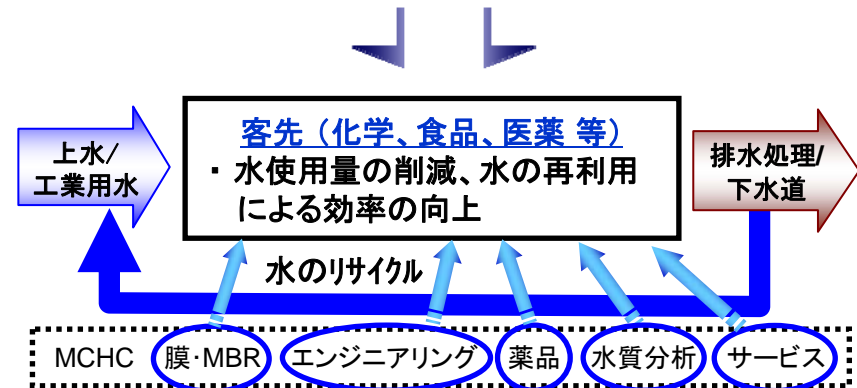 客先 (化学、食品、医薬 等)
・ 水使用量の削減、水の再利用
による効率の向上
上水/
工業用水
排水処理/
下水道
水のリサイクル
MCHC 膜･MBR エンジニアリング 薬品 水質分析 サービス